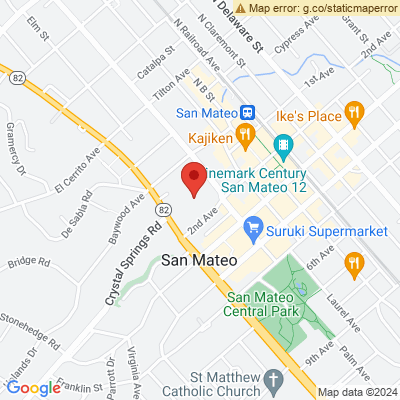 Map error: g.co/staticmaperror
Elm St
N Delaware St
N Claremont St
N Railroad Ave
Cypress Ave
Grant St
2nd Ave
Catalpa St
Tilton Ave
N B St
1st Ave
82
San Mateo
Ike's Place
Kajiken
Gramercy Dr
El Cerrito Ave
Cinemark Century
San Mateo 12
De Sabla Rd
Baywood Ave
82
2nd Ave
Suruki Supermarket
Crystal Springs Rd
San Mateo
6th Ave
Bridge Rd
San Mateo
Central Park
Laurel Ave
Stonehedge Rd
9th Ave
Palm Ave
Virginia Ave
Parrott Dr
Franklin St
St Matthew
Catholic Church
Google
Map data ©2024